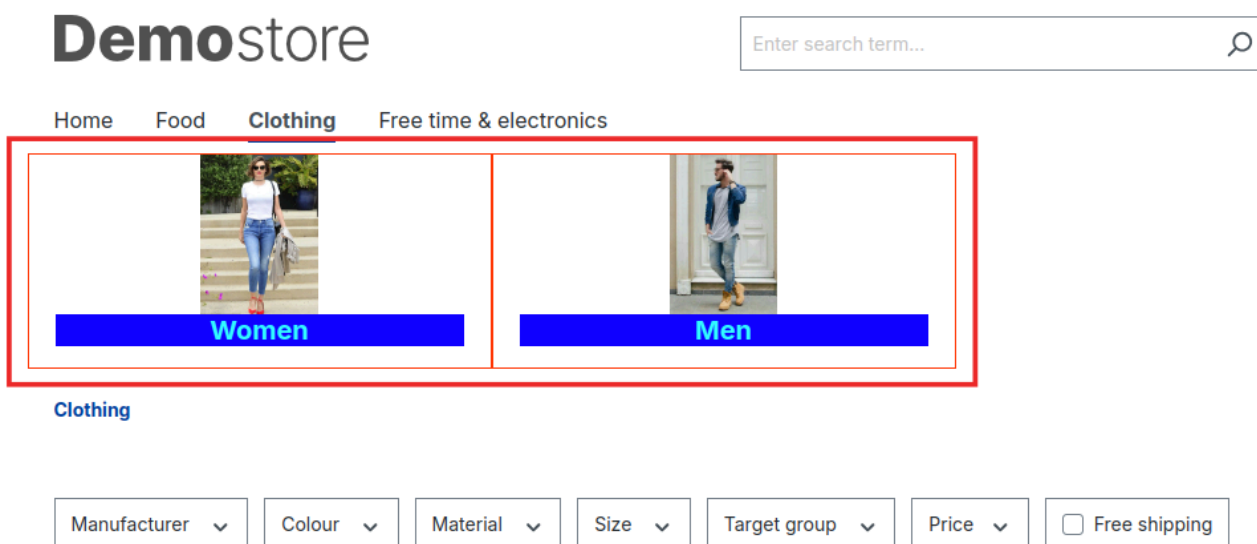 Demostore
Enter search term...
Home Food Clothing Free time & electronics
Women Men
Clothing
Manufacturer Colour Material Size Target group Price Free shipping